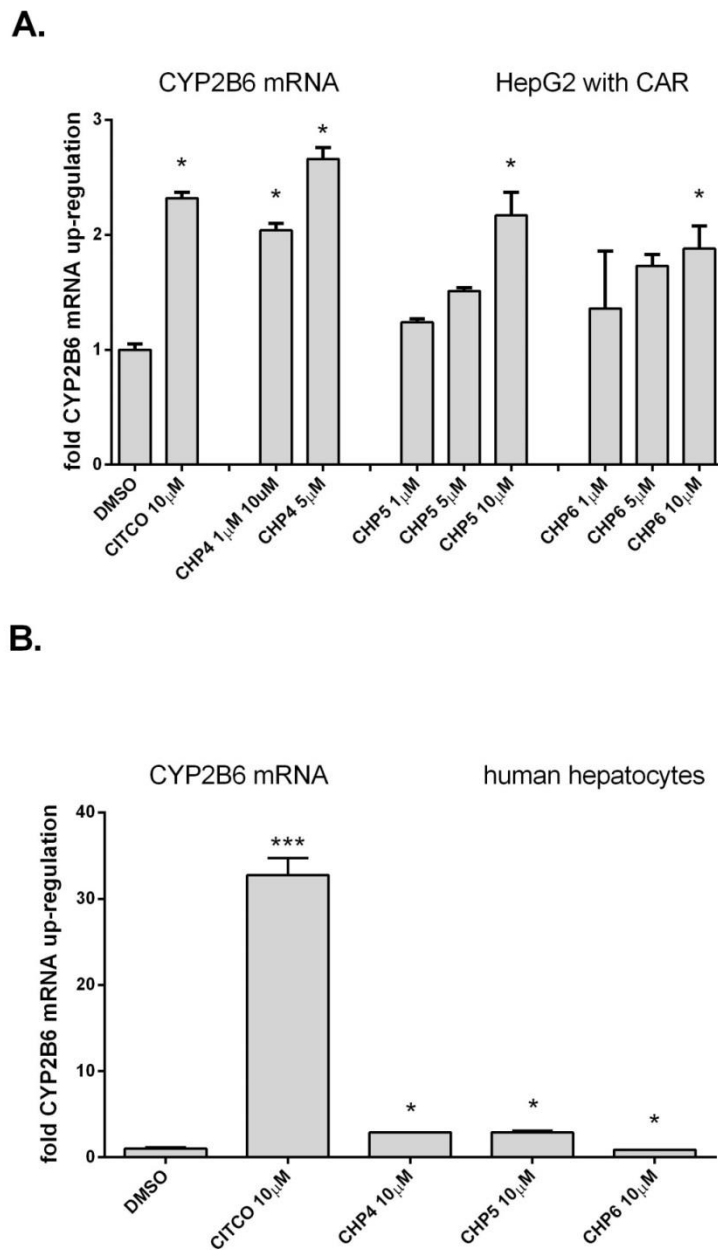 A.
CYP2B6 mRNA HepG2 with CAR
fold CYP2B6 mRNA up-regulation
3
2
1
0
* * * * *
DMSO
CITCO 10μM
CHP4 1μM 10uM
CHP4 5μM
CHP5 1μM
CHP5 5μM
CHP5 10μM
CHP6 1μM
CHP6 5μM
CHP6 10μM
B.
CYP2B6 mRNA human hepatocytes
fold CYP2B6 mRNA up-regulation
40
30
20
10
0
*** * * *
DMSO
CITCO 10μM
CHP4 10μM
CHP5 10μM
CHP6 10μM